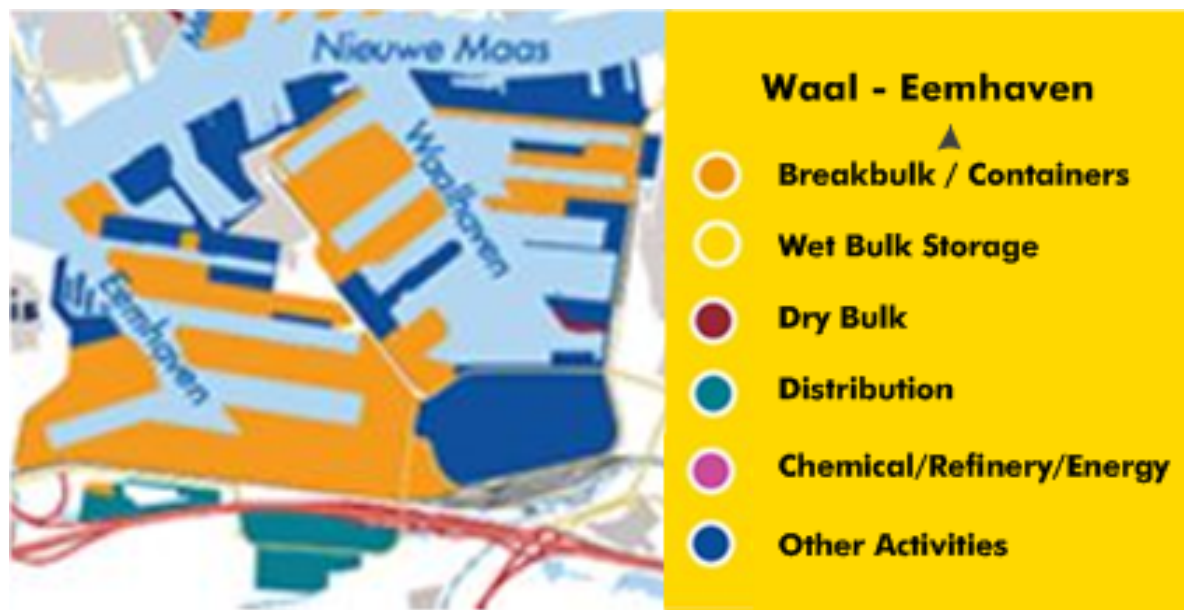 Nieuwe Maas
Waalhaven
Eemhaven
is
Waal - Eemhaven
Breakbulk / Containers
Wet Bulk Storage
Dry Bulk
Distribution
Chemical/Refinery/Energy
Other Activities